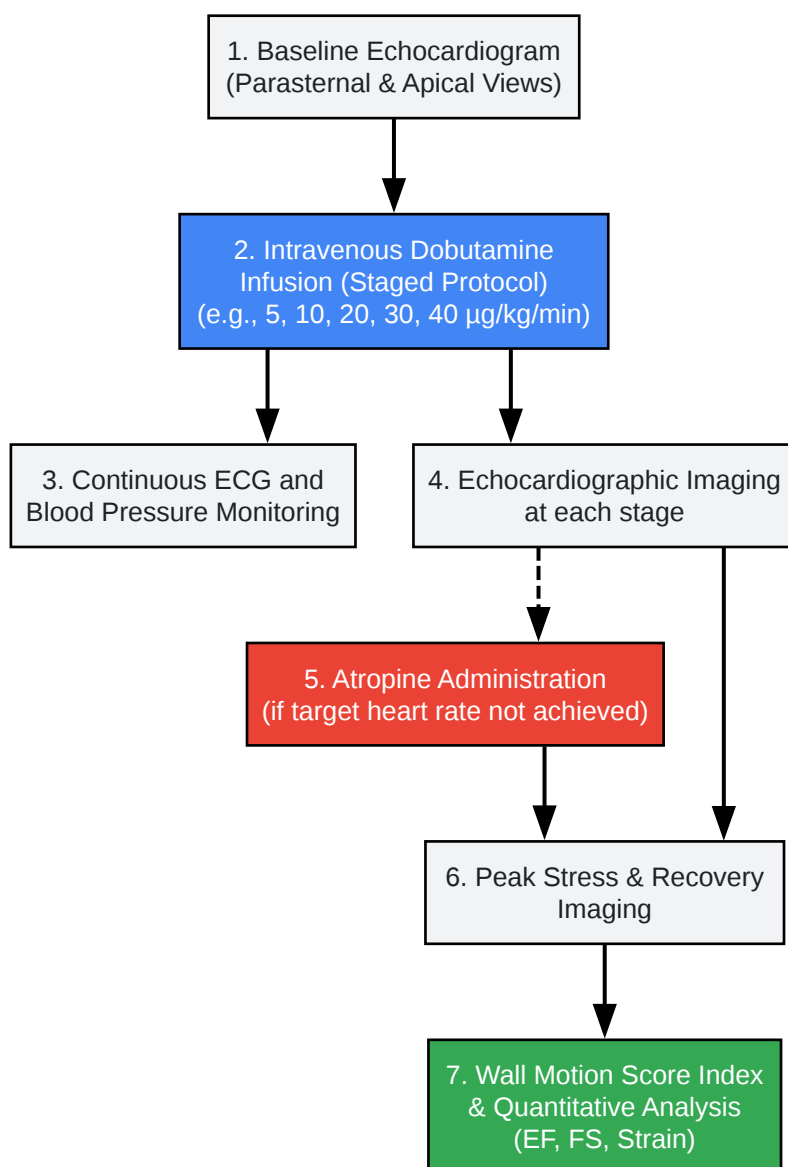 1. Baseline Echocardiogram
(Parasternal & Apical Views)
2. Intravenous Dobutamine
Infusion (Staged Protocol)
(e.g., 5, 10, 20, 30, 40 µg/kg/min)
3. Continuous ECG and
Blood Pressure Monitoring
4. Echocardiographic Imaging
at each stage
5. Atropine Administration
(if target heart rate not achieved)
6. Peak Stress & Recovery
Imaging
7. Wall Motion Score Index
& Quantitative Analysis
(EF, FS, Strain)